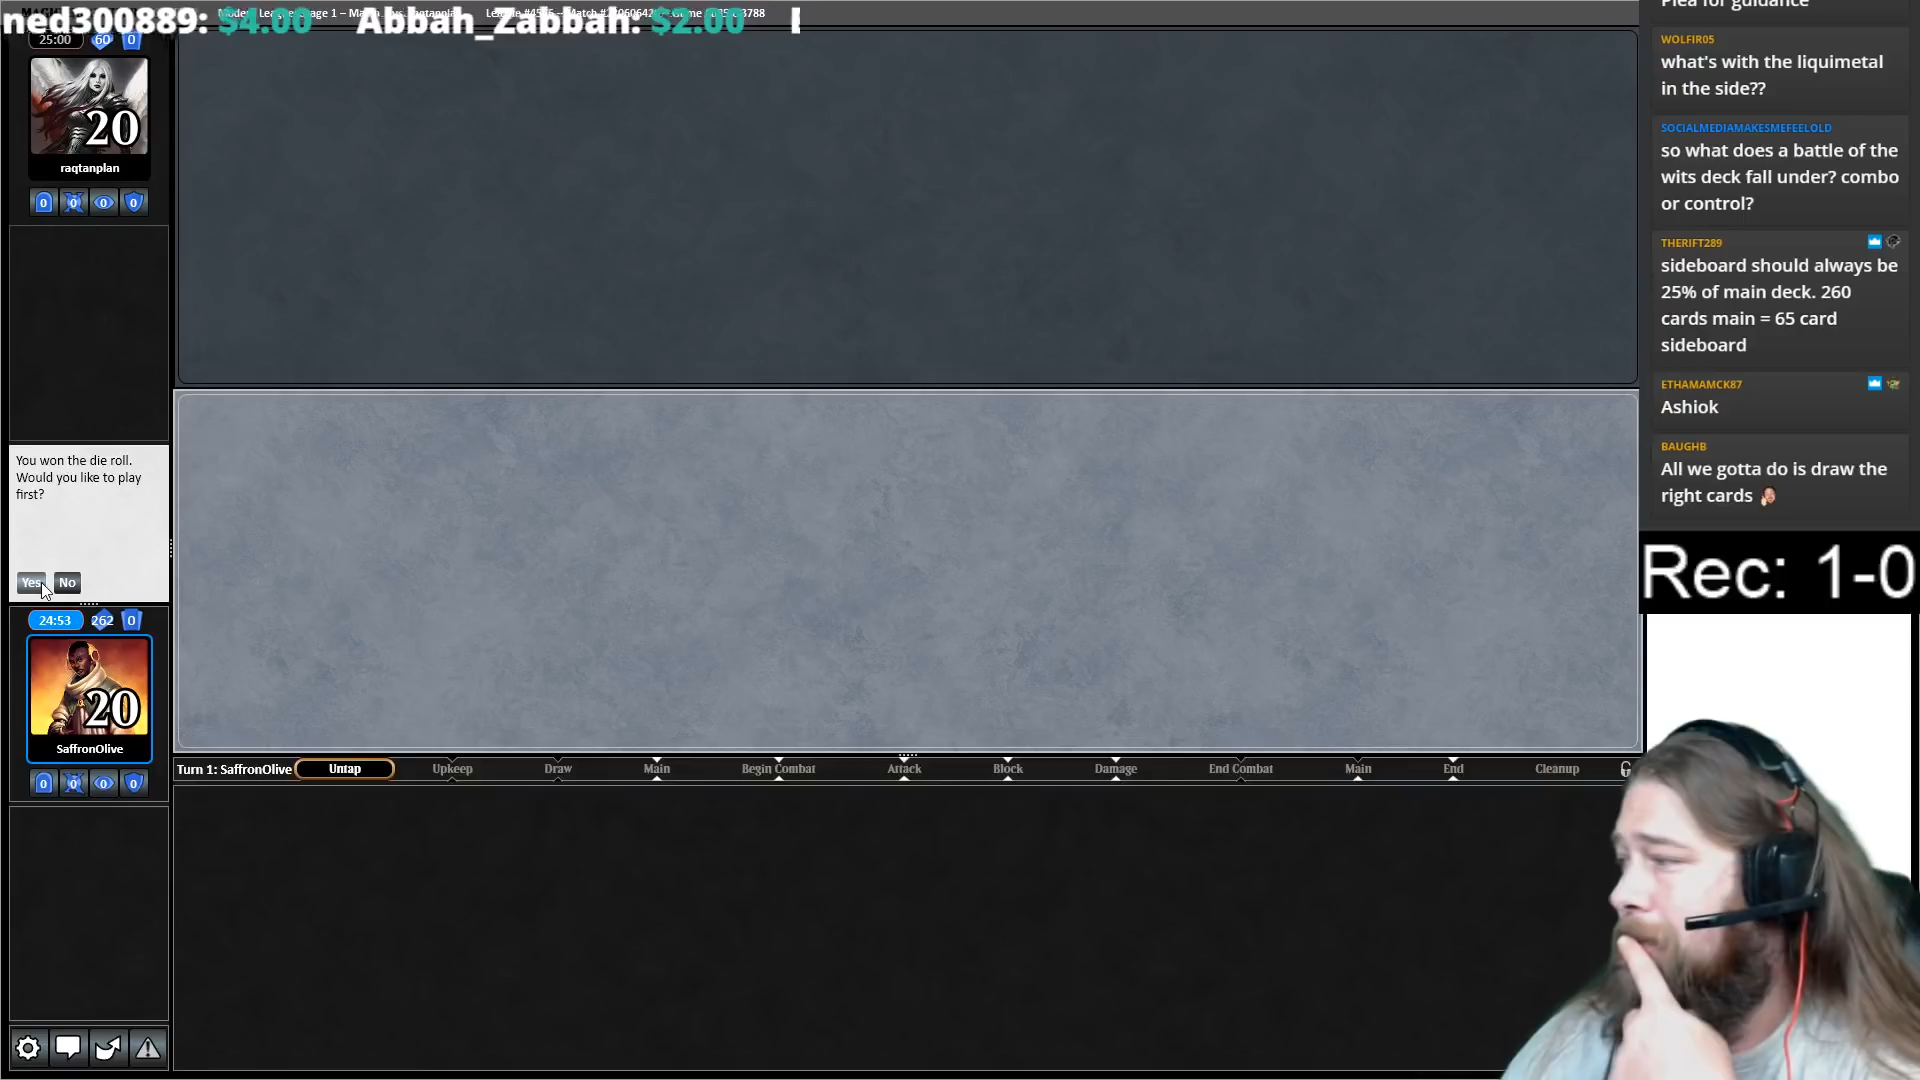 ned300889: $4.00 Abbah_Zabbah: $2.00
25:00 60 0
20
raqtanplan
0 0 0 0
You won the die roll.
Would you like to play
first?
Yes No
24:53 262 0
20
SaffronOlive
0 0 0 0
Turn 1: SaffronOlive Untap Upkeep Draw Main Begin Combat Attack Block Damage End Combat Main End Cleanup
Plea for guidance
WOLFIR05
what's with the liquimetal
in the side??
SOCIALMEDIAMAKESMEFEELOLD
so what does a battle of the
wits deck fall under? combo
or control?
THERIFT289
sideboard should always be
25% of main deck. 260
cards main = 65 card
sideboard
ETHAMAMCK87
Ashiok
BAUGHB
All we gotta do is draw the
right cards
Rec: 1-0